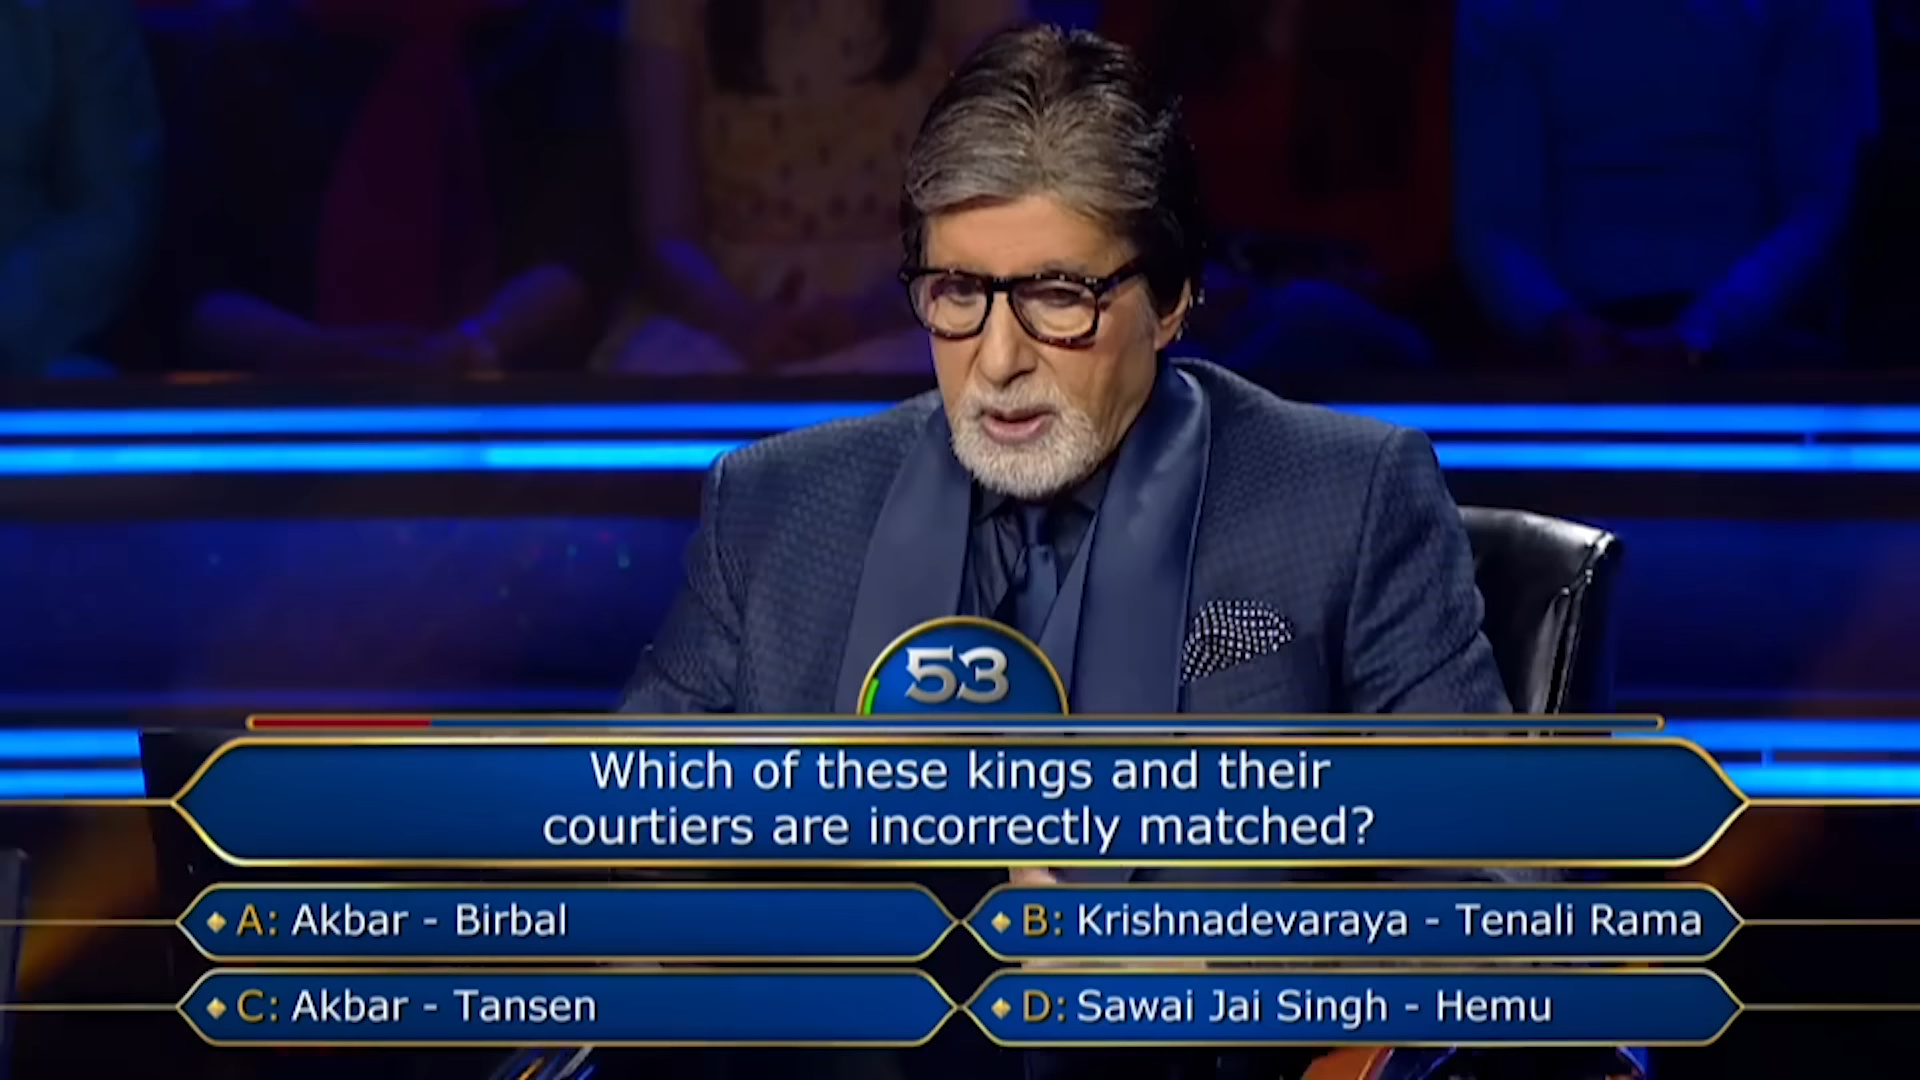 53
Which of these kings and their
courtiers are incorrectly matched?
A: Akbar - Birbal
B: Krishnadevaraya - Tenali Rama
C: Akbar - Tansen
D: Sawai Jai Singh - Hemu